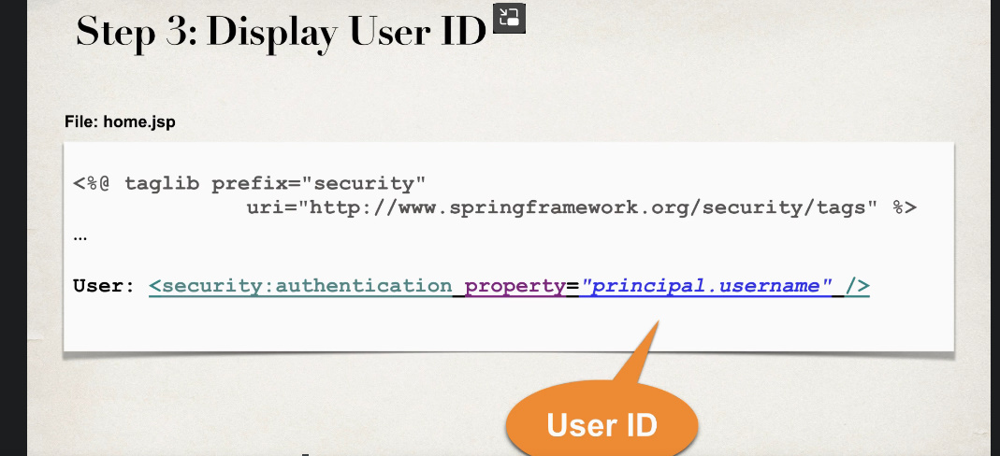 Step 3: Display User ID
File: home.jsp
<%@ taglib prefix="security"
uri="http://www.springframework.org/security/tags" %>
…
User: <security:authentication property="principal.username" />
User ID